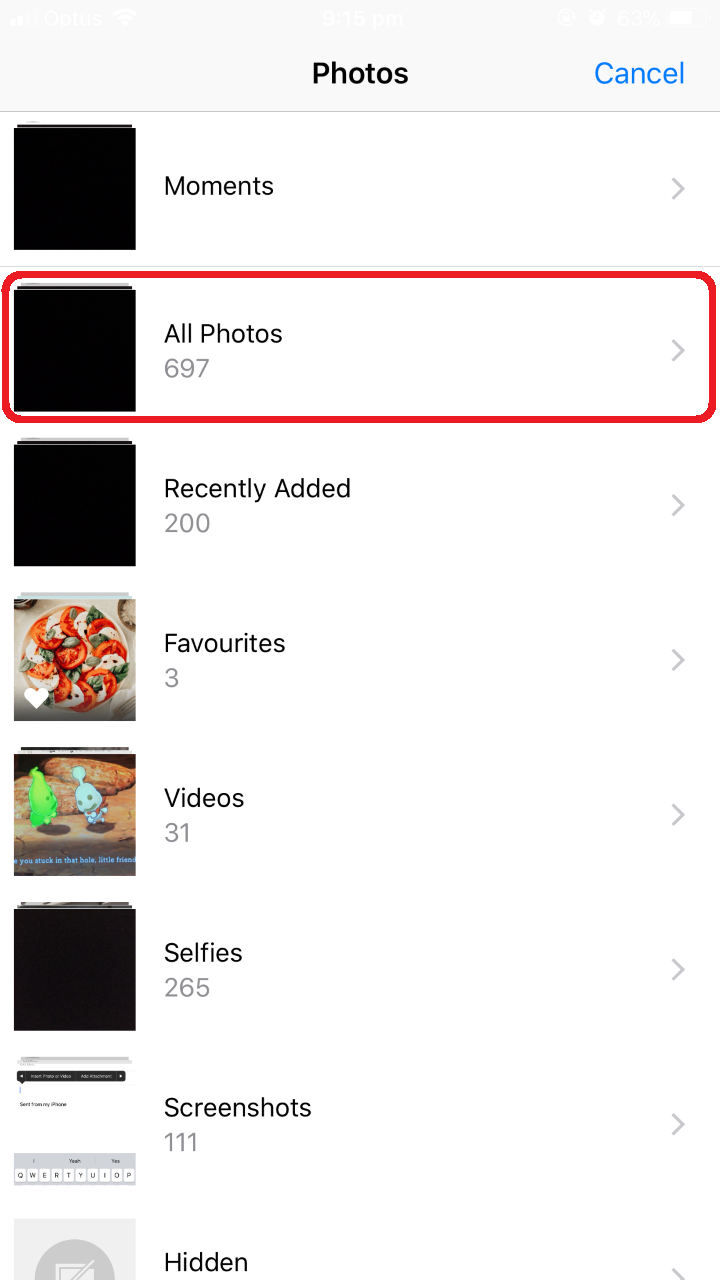 Optus 9:15 pm 63%
Photos Cancel
Moments
All Photos
697
Recently Added
200
Favourites
3
Videos
31
e you stuck in that hole, little friend
Selfies
265
Insert Photo or Video Add Attachment
Sent from my iPhone
Screenshots
111
I Yeah Yes
Q W E R T Y U I O P
Hidden